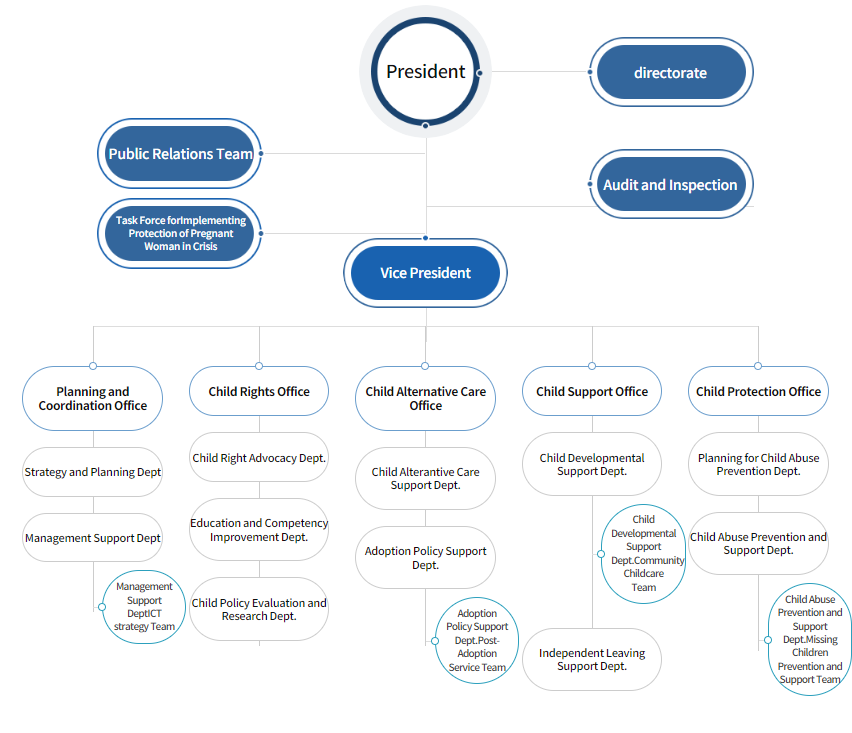 President
directorate
Public Relations Team
Audit and Inspection
Task Force forImplementing
Protection of Pregnant
Woman in Crisis
Vice President
Planning and
Coordination Office
Strategy and Planning Dept
Management Support Dept
Management
Support
DeptICT
strategy Team
Child Rights Office
Child Right Advocacy Dept.
Education and Competency
Improvement Dept.
Child Policy Evaluation and
Research Dept.
Child Alternative Care
Office
Child Alterantive Care
Support Dept.
Adoption Policy Support
Dept.
Adoption
Policy Support
Dept.Post-
Adoption
Service Team
Child Support Office
Child Developmental
Support Dept.
Child
Developmental
Support
Dept.Community
Childcare
Team
Independent Leaving
Support Dept.
Child Protection Office
Planning for Child Abuse
Prevention Dept.
Child Abuse Prevention and
Support Dept.
Child Abuse
Prevention and
Support
Dept.Missing
Children
Prevention and
Support Team